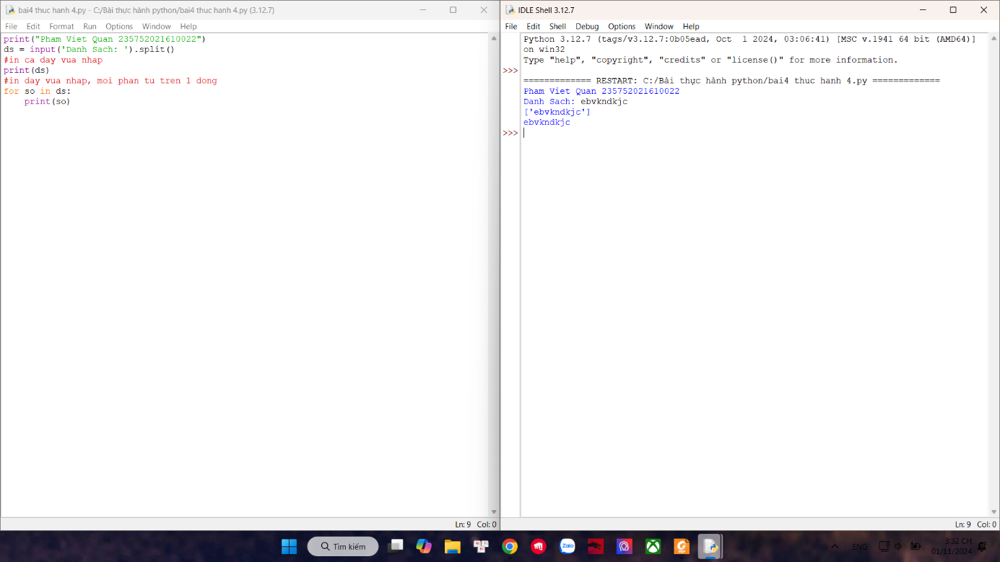 bai4 thuc hanh 4.py - C:/Bài thực hành python/bai4 thuc hanh 4.py (3.12.7)
File Edit Format Run Options Window Help
print("Pham Viet Quan 235752021610022")
ds = input('Danh Sach: ').split()
#in ca day vua nhap
print(ds)
#in day vua nhap, moi phan tu tren 1 dong
for so in ds:
    print(so)
Ln: 9 Col: 0
IDLE Shell 3.12.7
File Edit Shell Debug Options Window Help
Python 3.12.7 (tags/v3.12.7:0b05ead, Oct  1 2024, 03:06:41) [MSC v.1941 64 bit (AMD64)]
on win32
Type "help", "copyright", "credits" or "license()" for more information.
>>>
============= RESTART: C:/Bài thực hành python/bai4 thuc hanh 4.py =============
Pham Viet Quan 235752021610022
Danh Sach: ebvkndkjc
['ebvkndkjc']
ebvkndkjc
>>>
Ln: 9 Col: 0
Tìm kiếm
Zalo
PDF
ENG
3:32 CH
01/11/2024